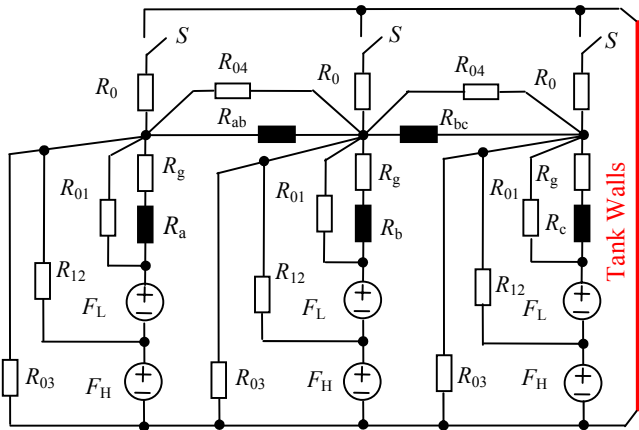 S S S
R04 R04
R0 R0 R0
Rab Rbc
Rg Rg Rg
R01 R01 R01
Ra Rb Rc
R12 R12 R12
FL FL FL
R03 R03 R03
FH FH FH
Tank Walls